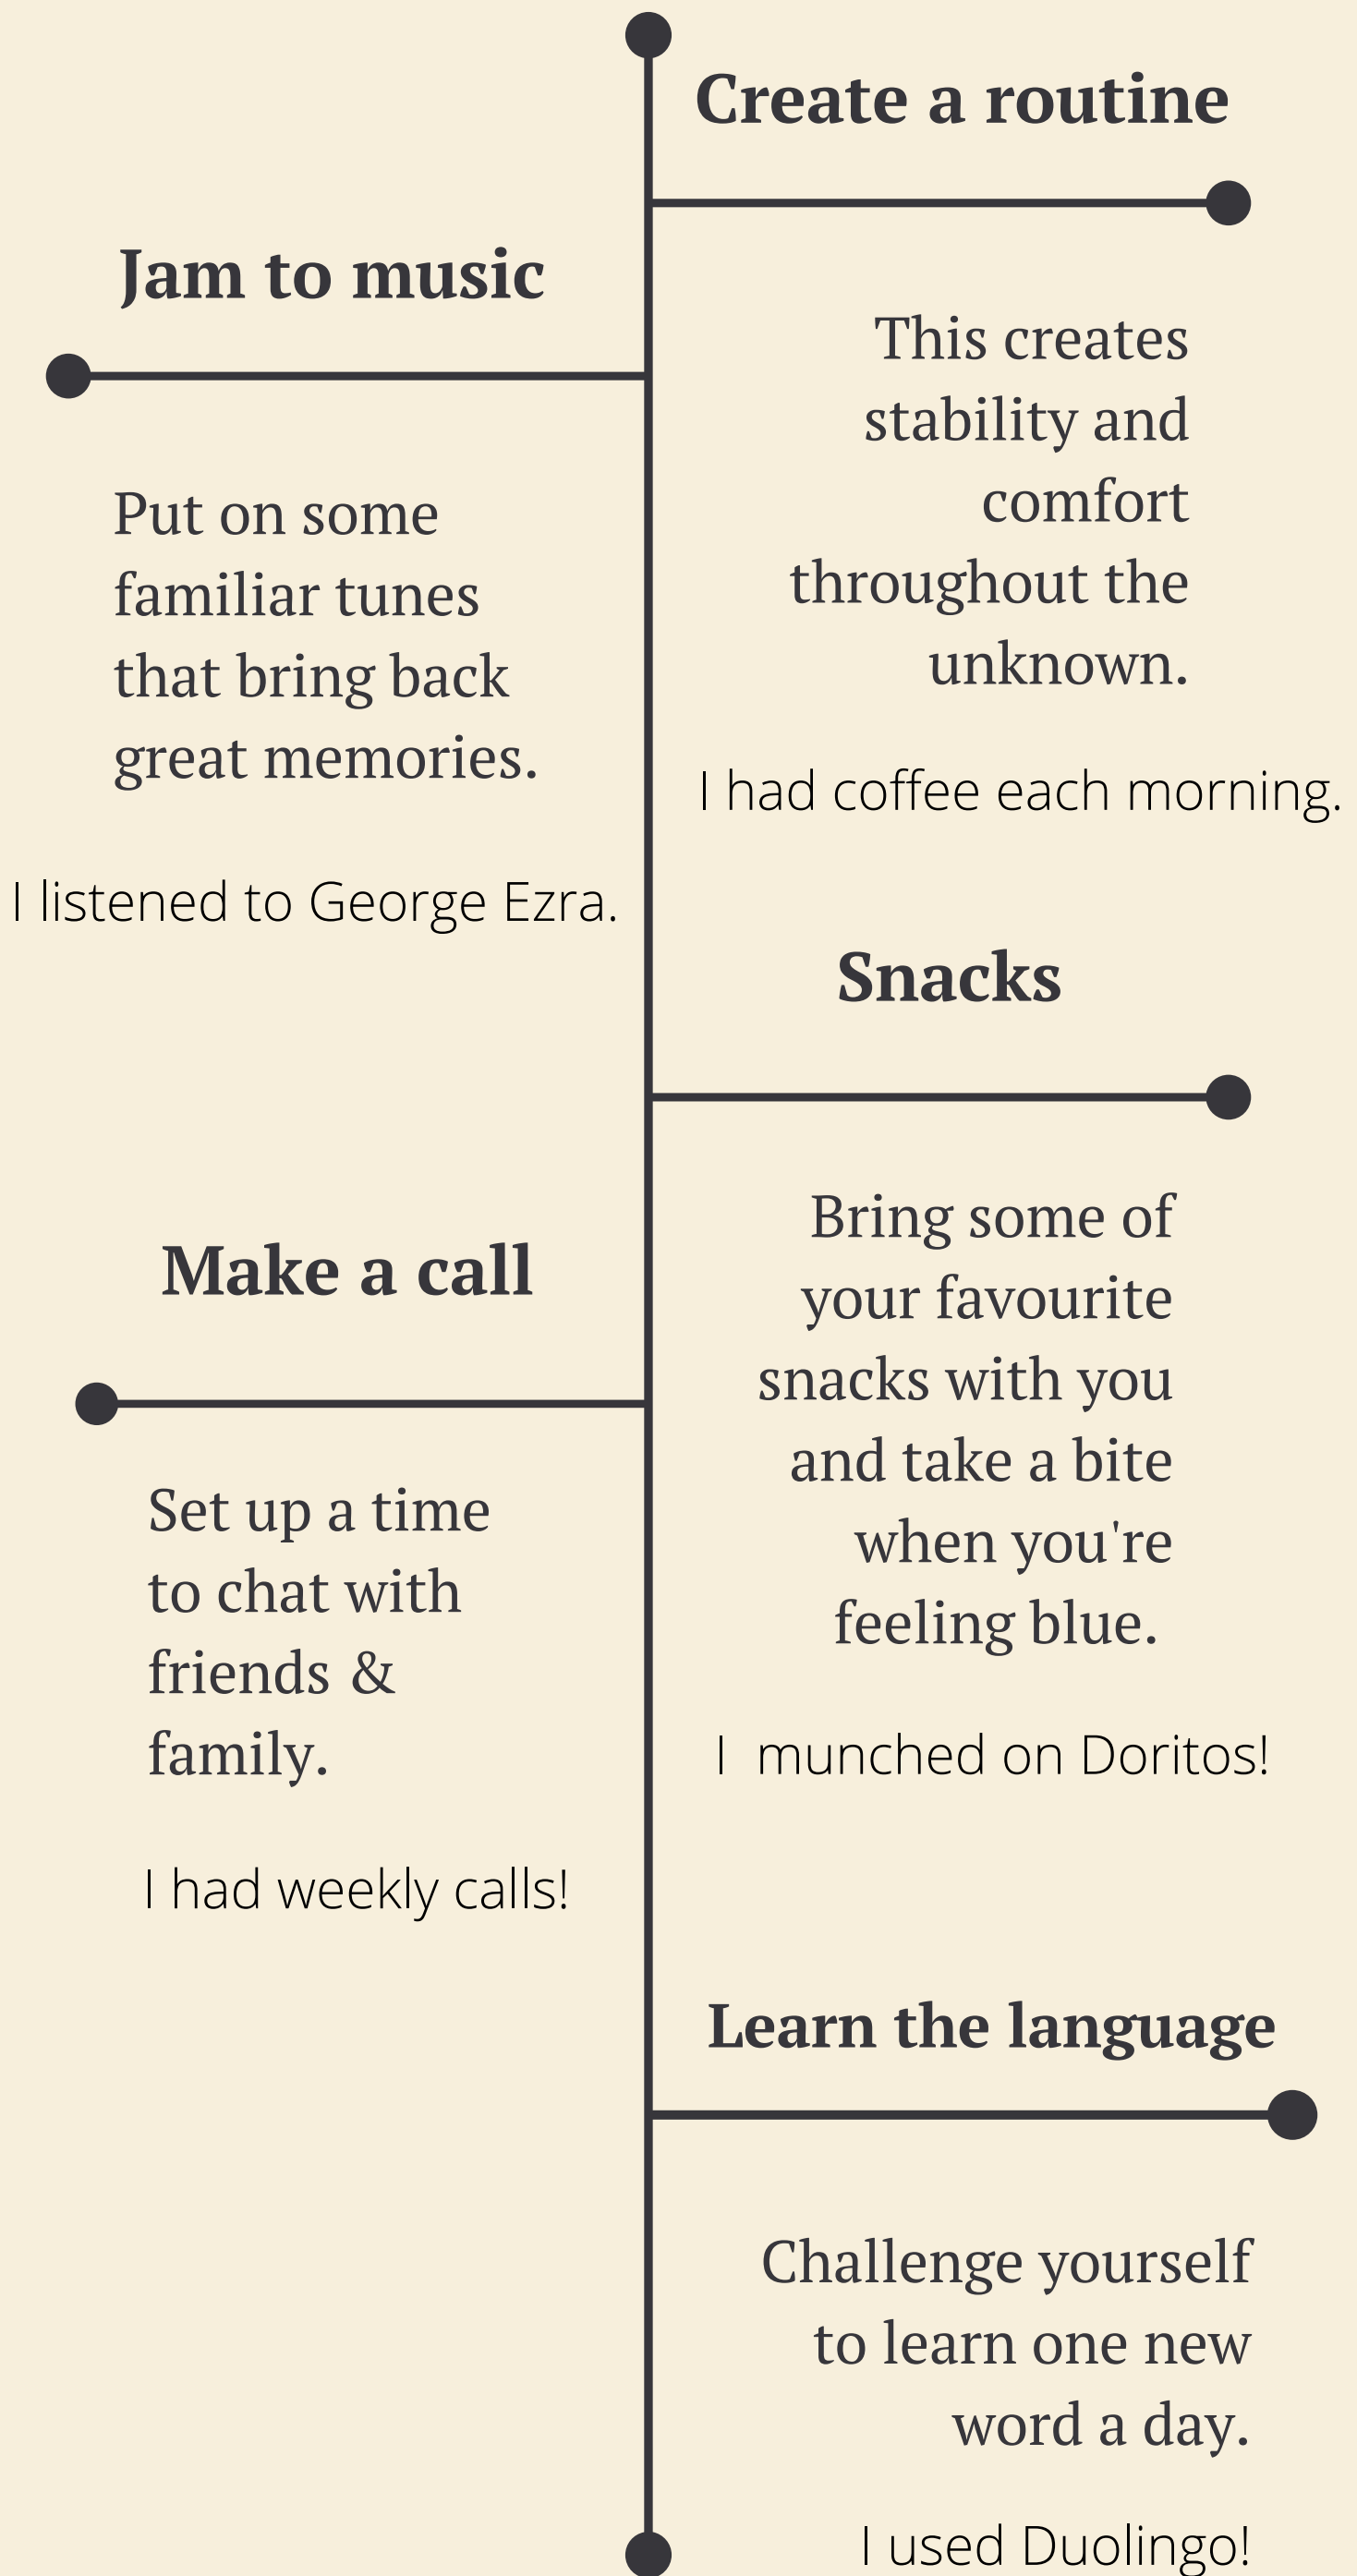 Create a routine
This creates
stability and
comfort
throughout the
unknown.
I had coffee each morning.
Jam to music
Put on some
familiar tunes
that bring back
great memories.
I listened to George Ezra.
Snacks
Bring some of
your favourite
snacks with you
and take a bite
when you're
feeling blue.
I  munched on Doritos!
Make a call
Set up a time
to chat with
friends &
family.
I had weekly calls!
Learn the language
Challenge yourself
to learn one new
word a day.
I used Duolingo!